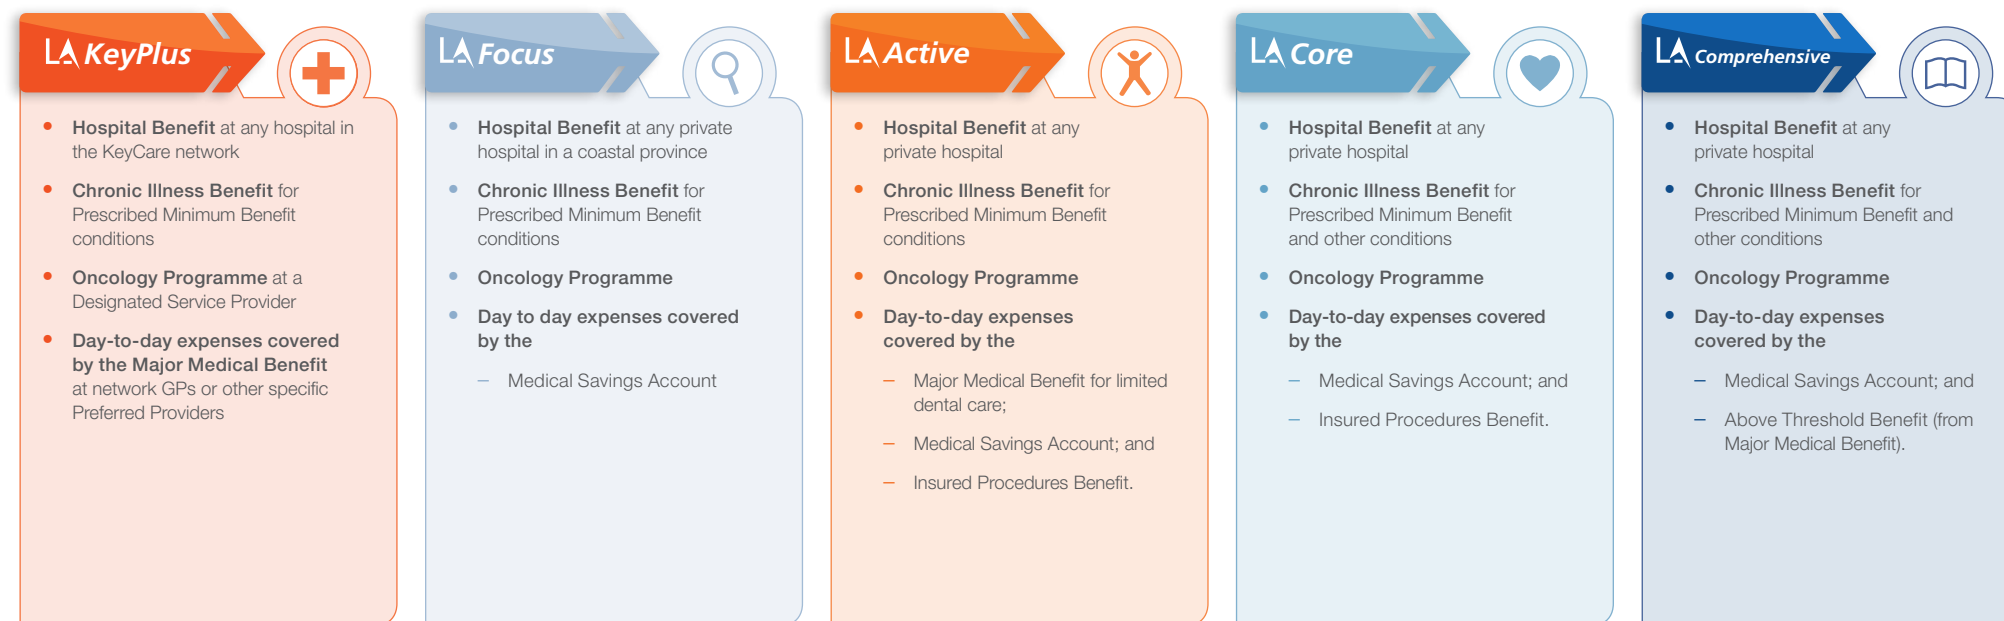 LA KeyPlus
• Hospital Benefit at any hospital in
the KeyCare network
• Chronic Illness Benefit for
Prescribed Minimum Benefit
conditions
• Oncology Programme at a
Designated Service Provider
• Day-to-day expenses covered
by the Major Medical Benefit
at network GPs or other specific
Preferred Providers
LA Focus
• Hospital Benefit at any private
hospital in a coastal province
• Chronic Illness Benefit for
Prescribed Minimum Benefit
conditions
• Oncology Programme
• Day to day expenses covered
by the
– Medical Savings Account
LA Active
• Hospital Benefit at any
private hospital
• Chronic Illness Benefit for
Prescribed Minimum Benefit
conditions
• Oncology Programme
• Day-to-day expenses
covered by the
– Major Medical Benefit for limited
dental care;
– Medical Savings Account; and
– Insured Procedures Benefit.
LA Core
• Hospital Benefit at any
private hospital
• Chronic Illness Benefit for
Prescribed Minimum Benefit
and other conditions
• Oncology Programme
• Day-to-day expenses covered
by the
– Medical Savings Account; and
– Insured Procedures Benefit.
LA Comprehensive
• Hospital Benefit at any
private hospital
• Chronic Illness Benefit for
Prescribed Minimum Benefit and
other conditions
• Oncology Programme
• Day-to-day expenses
covered by the
– Medical Savings Account; and
– Above Threshold Benefit (from
Major Medical Benefit).